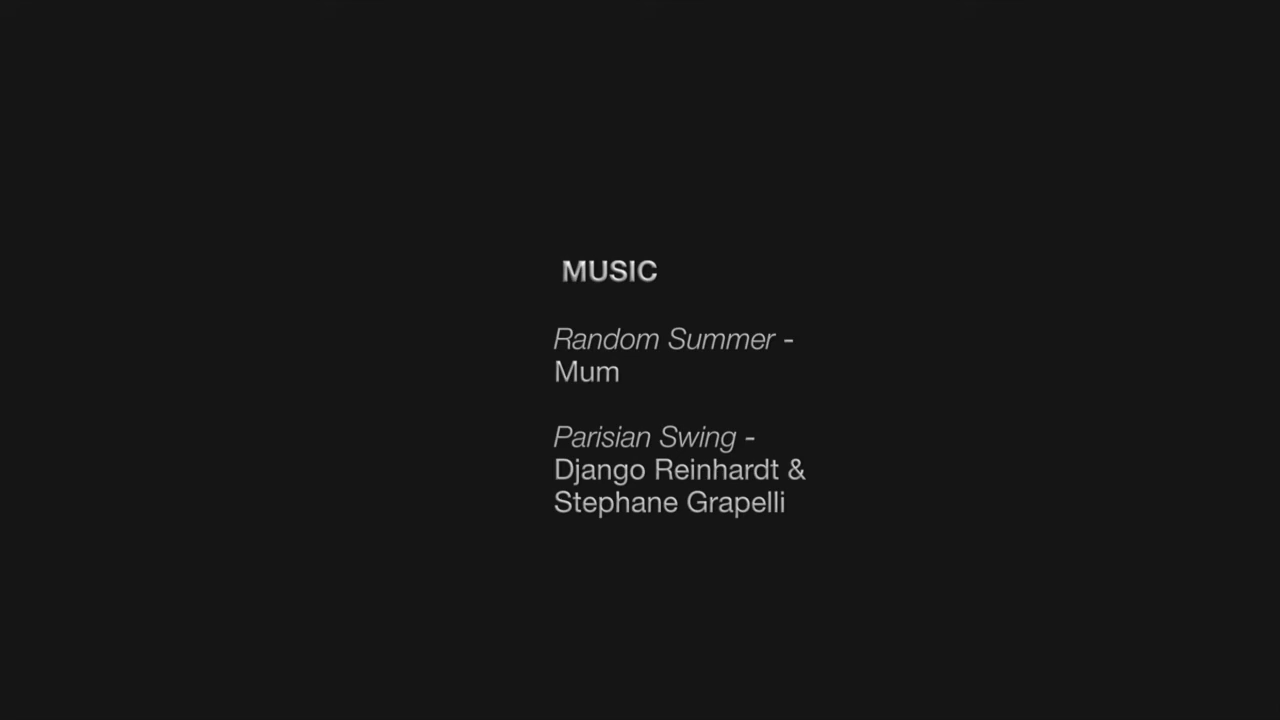 MUSIC
Random Summer -
Mum
Parisian Swing -
Django Reinhardt &
Stephane Grapelli